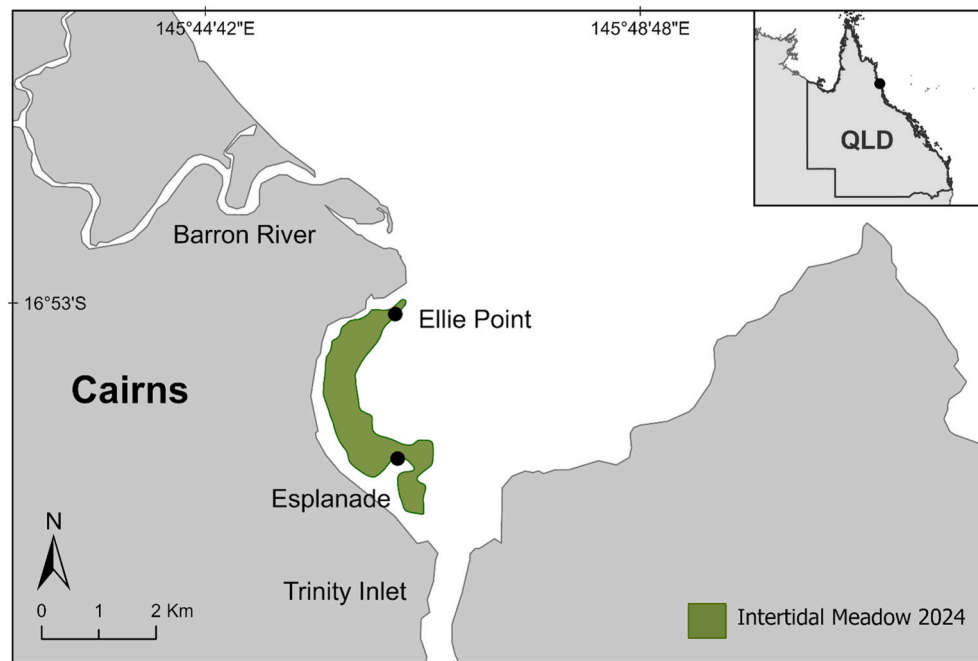 145°44'42"E
145°48'48"E
QLD
Barron River
16°53'S
Ellie Point
Cairns
Esplanade
N
Trinity Inlet
0 1 2 Km
Intertidal Meadow 2024